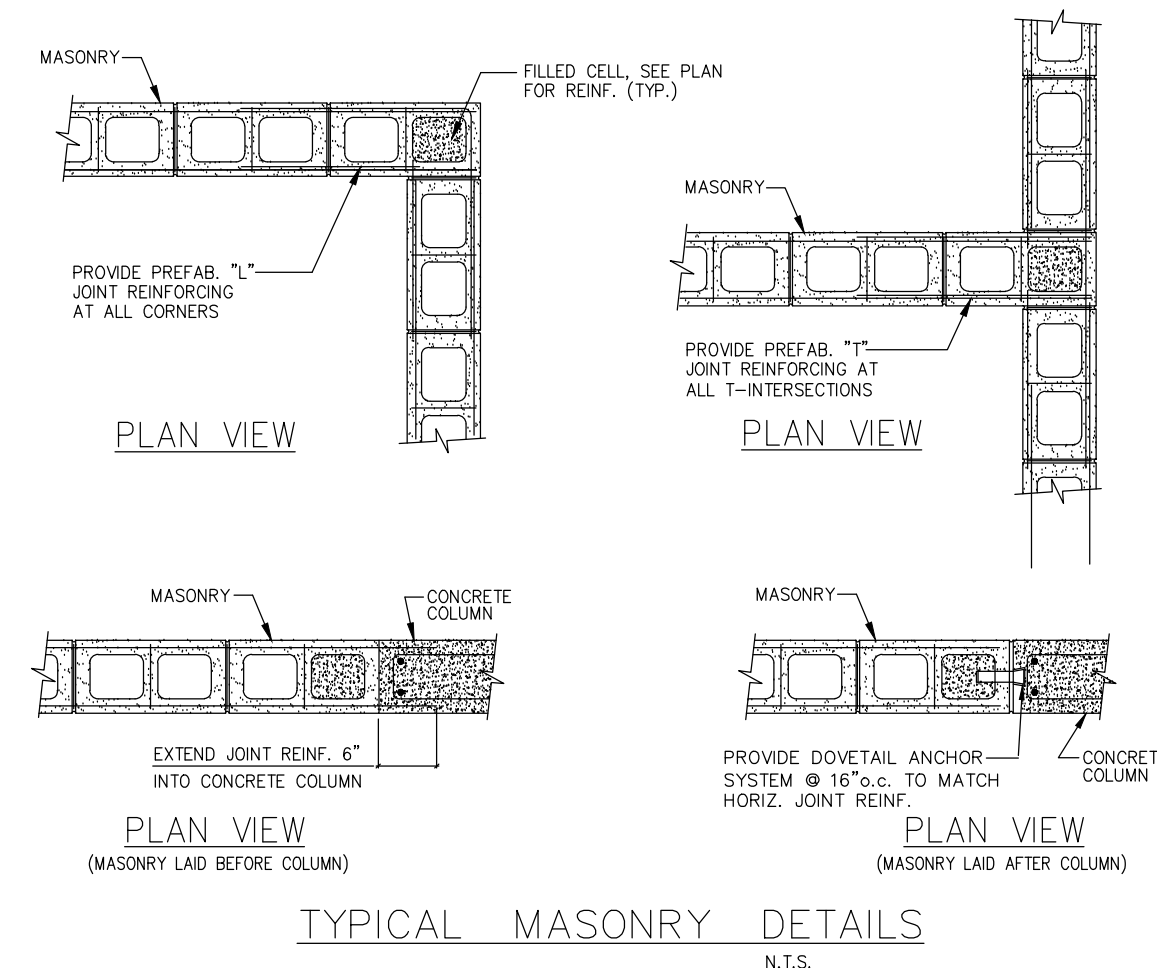 MASONRY
FILLED CELL, SEE PLAN
FOR REINF. (TYP.)
PROVIDE PREFAB. "L"
JOINT REINFORCING
AT ALL CORNERS
PLAN VIEW
MASONRY
PROVIDE PREFAB. "T"
JOINT REINFORCING AT
ALL T-INTERSECTIONS
PLAN VIEW
MASONRY
CONCRETE
COLUMN
EXTEND JOINT REINF. 6"
INTO CONCRETE COLUMN
PLAN VIEW
(MASONRY LAID BEFORE COLUMN)
MASONRY
PROVIDE DOVETAIL ANCHOR
SYSTEM @ 16"o.c. TO MATCH
HORIZ. JOINT REINF.
CONCRET
COLUMN
PLAN VIEW
(MASONRY LAID AFTER COLUMN)
TYPICAL MASONRY DETAILS
N.T.S.